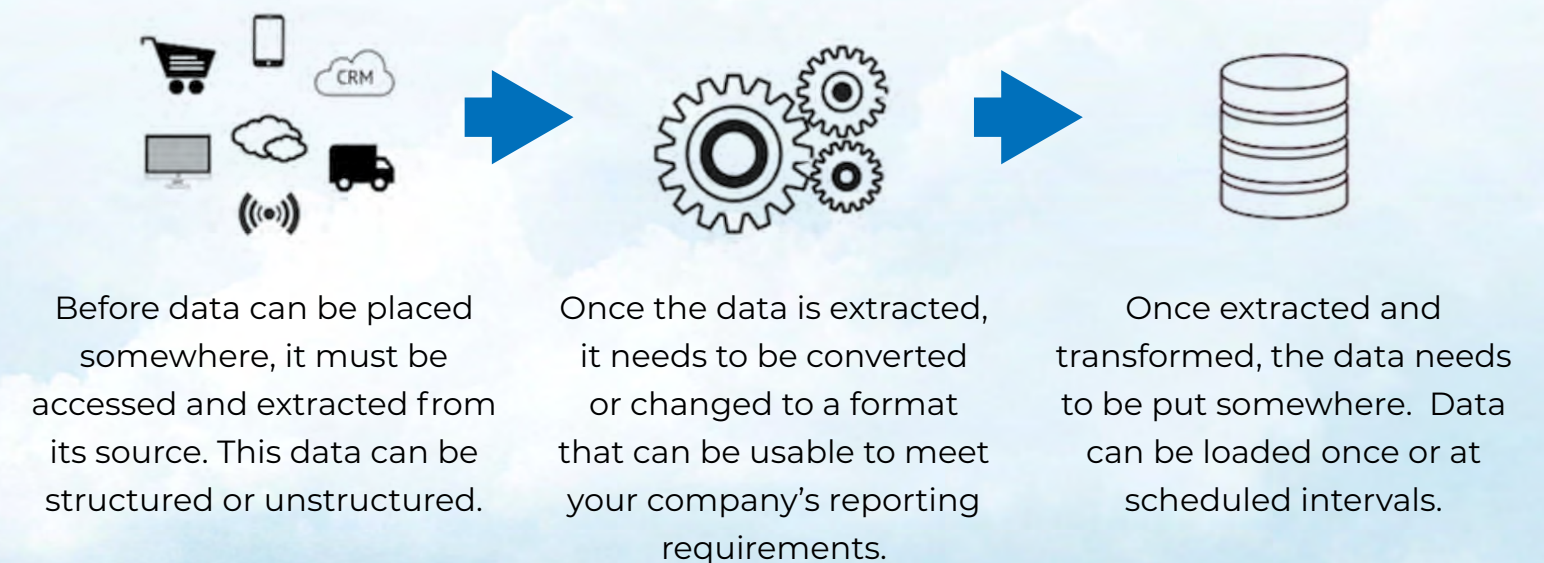 CRM
Before data can be placed
somewhere, it must be
accessed and extracted from
its source. This data can be
structured or unstructured.
Once the data is extracted,
it needs to be converted
or changed to a format
that can be usable to meet
your company’s reporting
requirements.
Once extracted and
transformed, the data needs
to be put somewhere.  Data
can be loaded once or at
scheduled intervals.